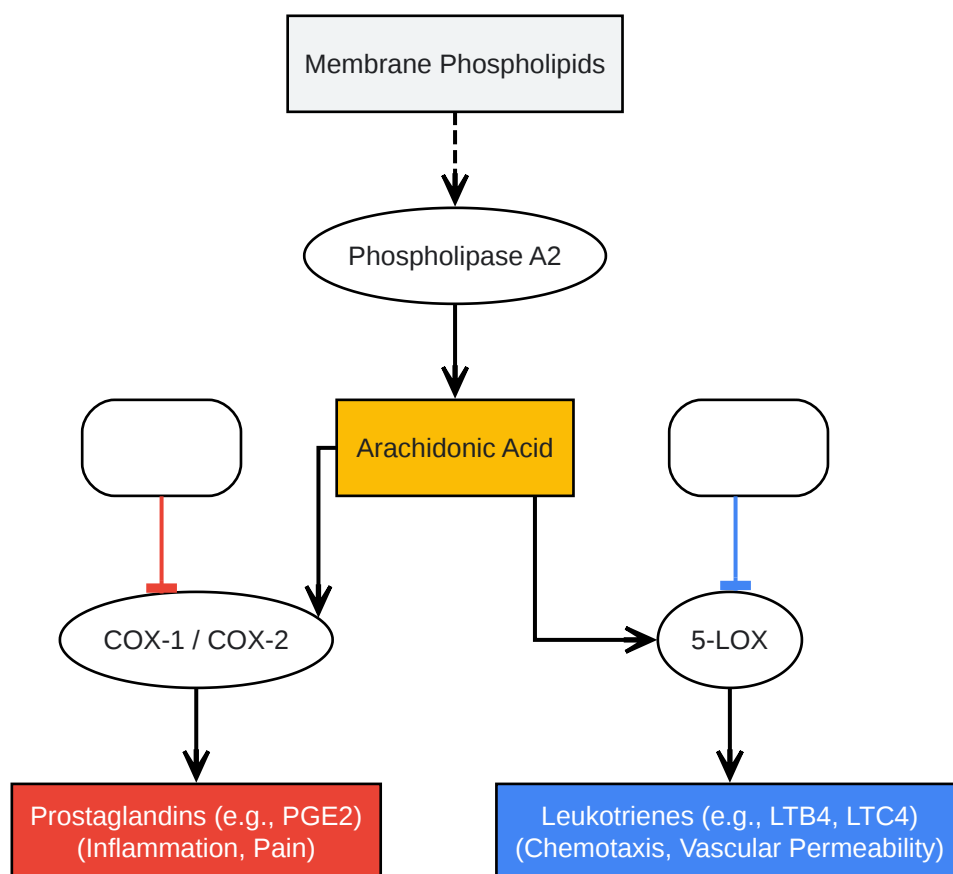 Membrane Phospholipids
Phospholipase A2
Arachidonic Acid
COX-1 / COX-2
5-LOX
Prostaglandins (e.g., PGE2)
(Inflammation, Pain)
Leukotrienes (e.g., LTB4, LTC4)
(Chemotaxis, Vascular Permeability)